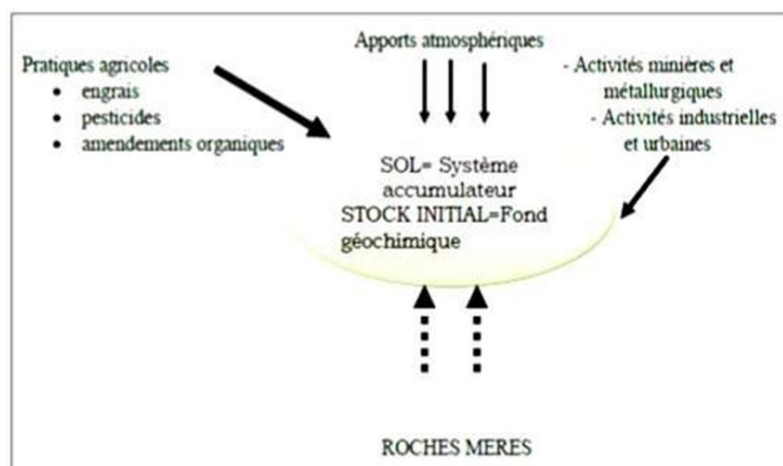 Apports atmosphériques
Pratiques agricoles
• engrais
• pesticides
• amendements organiques
- Activités minières et
métallurgiques
- Activités industrielles
et urbaines
SOL= Système
accumulateur
STOCK INITIAL=Fond
géochimique
ROCHES MERES